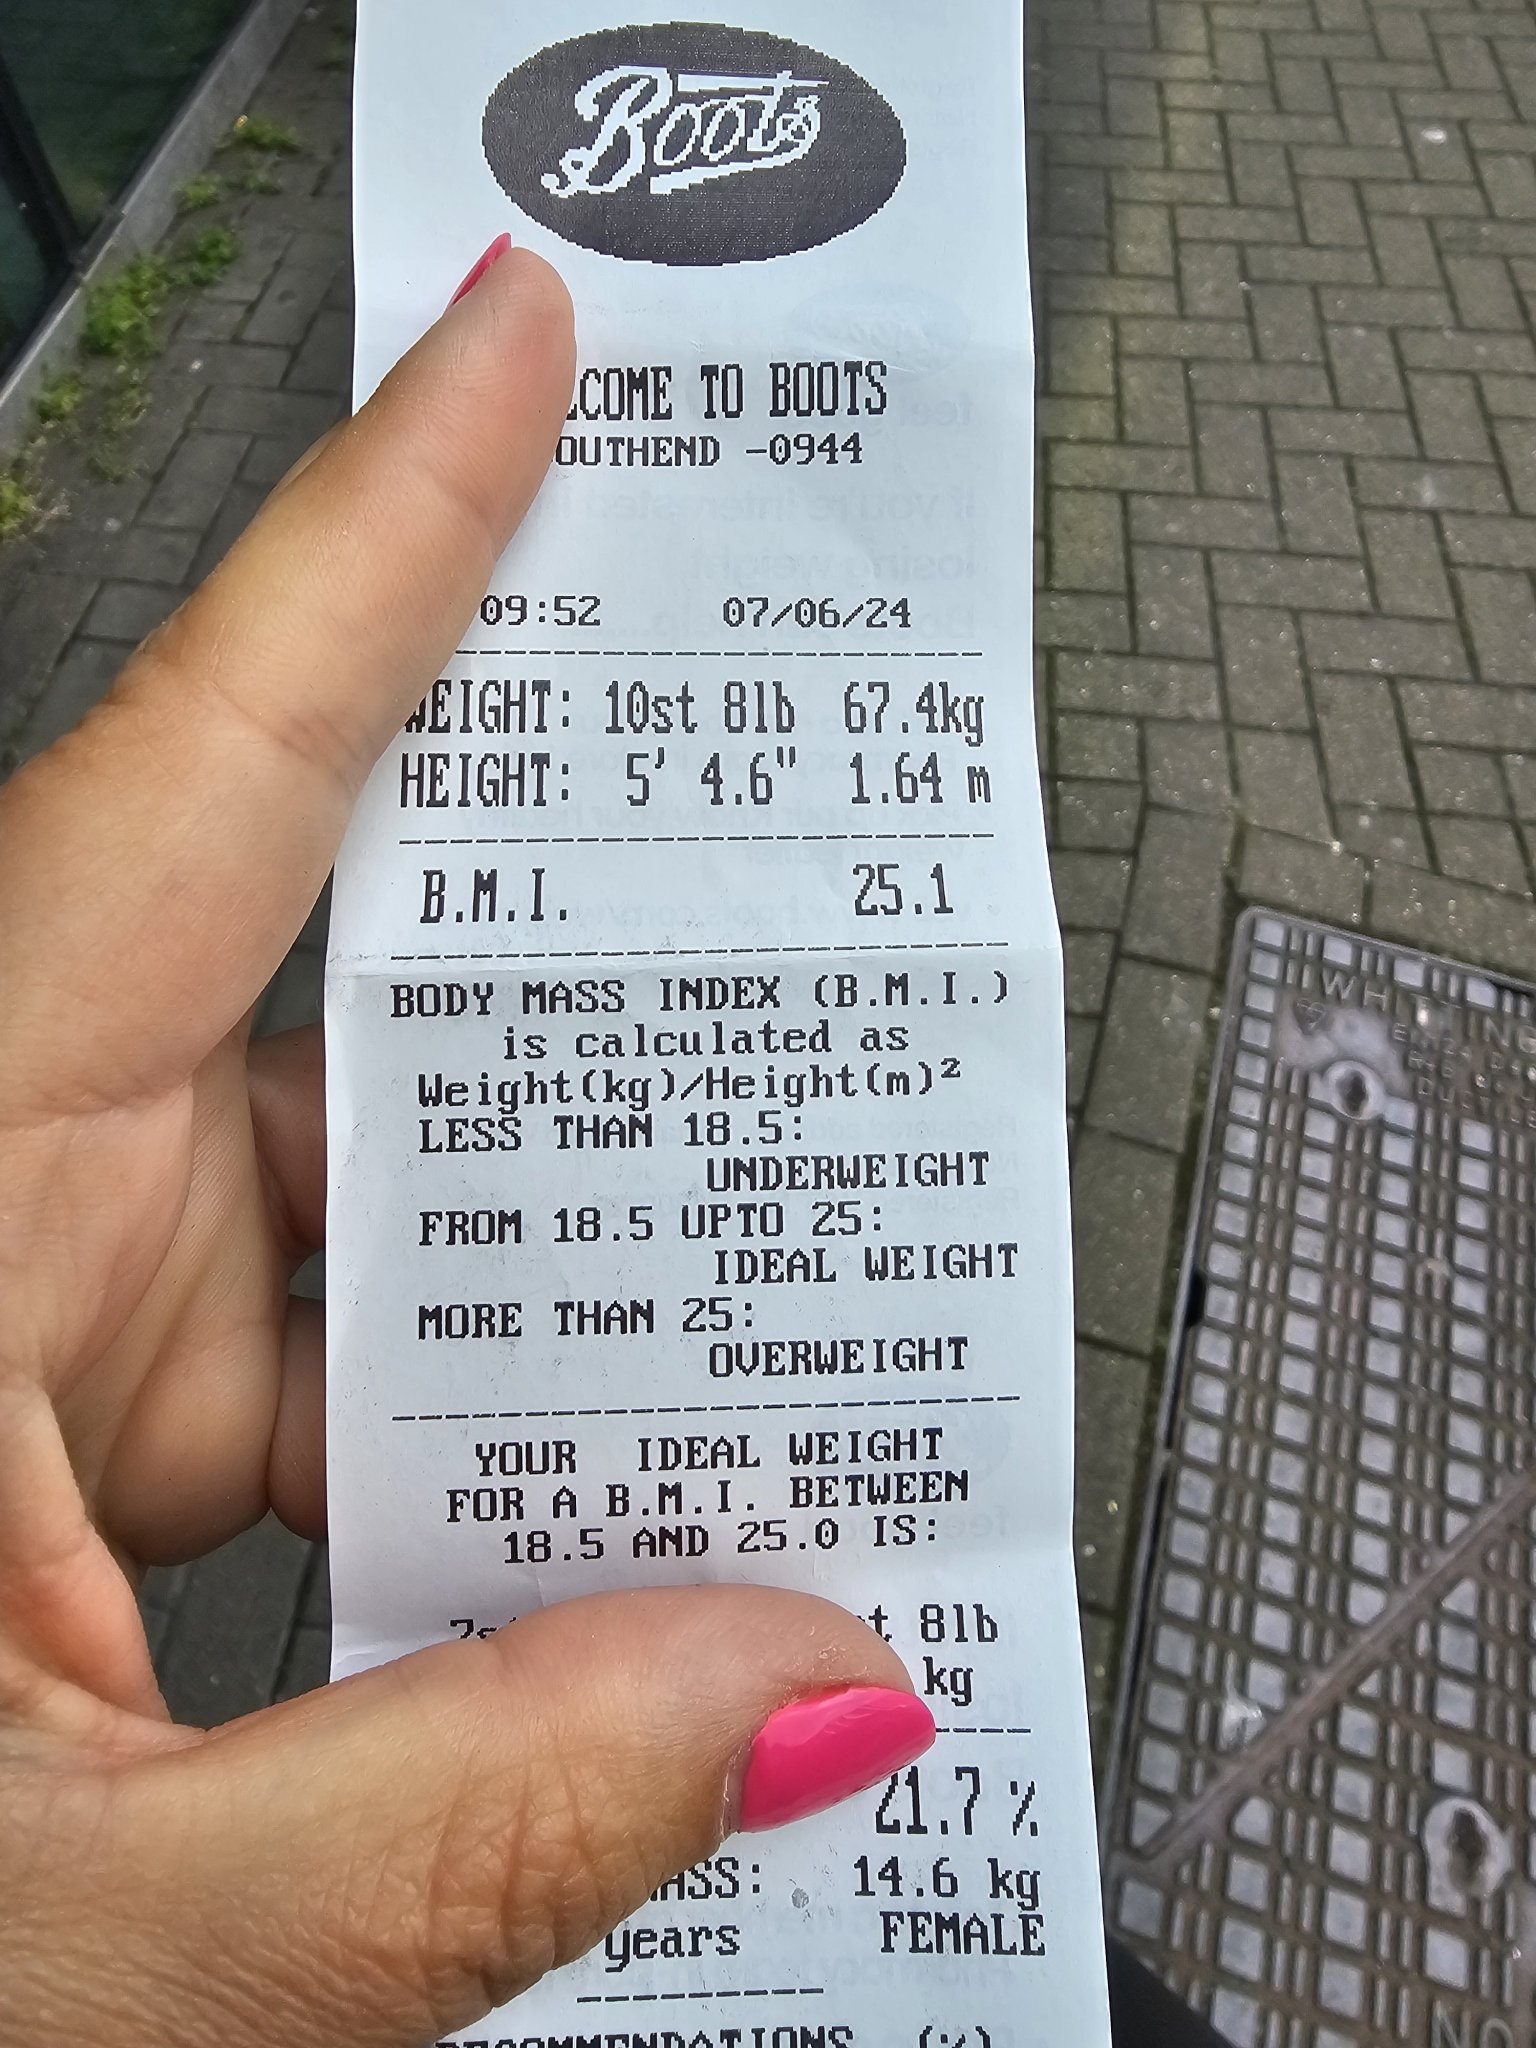 Boots
LCOME TO BOOTS
OUTHEND -0944
09:52 07/06/24
WEIGHT: 10st 8lb 67.4kg
HEIGHT: 5' 4.6" 1.64 m
B.M.I. 25.1
BODY MASS INDEX (B.M.I.)
is calculated as
Weight(kg)/Height(m)²
LESS THAN 18.5:
UNDERWEIGHT
FROM 18.5 UPTO 25:
IDEAL WEIGHT
MORE THAN 25:
OVERWEIGHT
YOUR IDEAL WEIGHT
FOR A B.M.I. BETWEEN
18.5 AND 25.0 IS:
8lb
kg
21.7 %
ASS: 14.6 kg
years FEMALE
RECOMMENDATIONS (%)